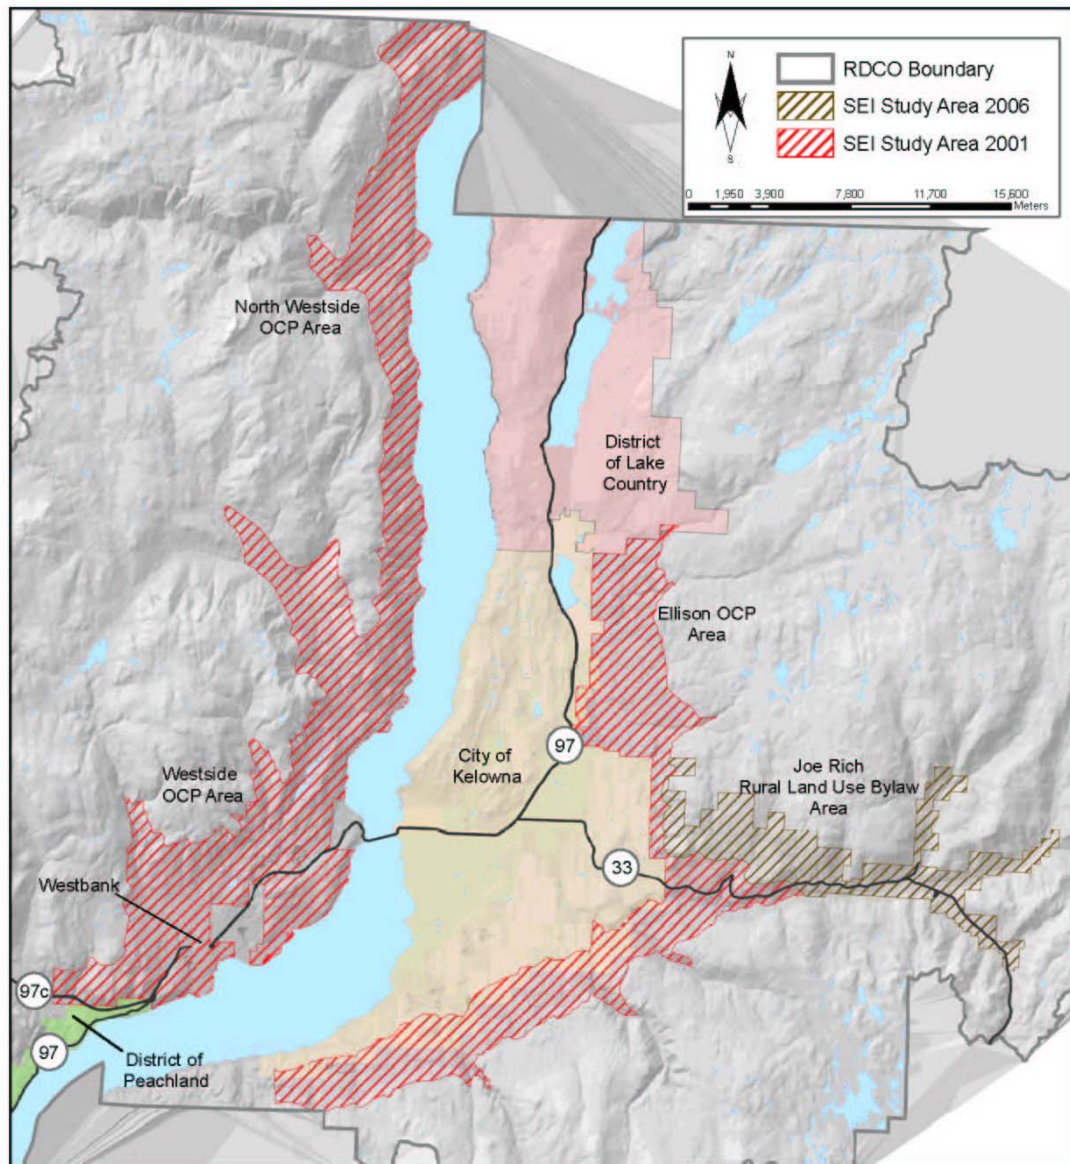 N
S
RDCO Boundary
SEI Study Area 2006
SEI Study Area 2001
0 1,950 3,900 7,800 11,700 15,600
Meters
North Westside
OCP Area
District
of Lake
Country
Ellison OCP
Area
97
City of
Kelowna
Joe Rich
Rural Land Use Bylaw
Area
Westside
OCP Area
33
Westbank
97c
97
District of
Peachland